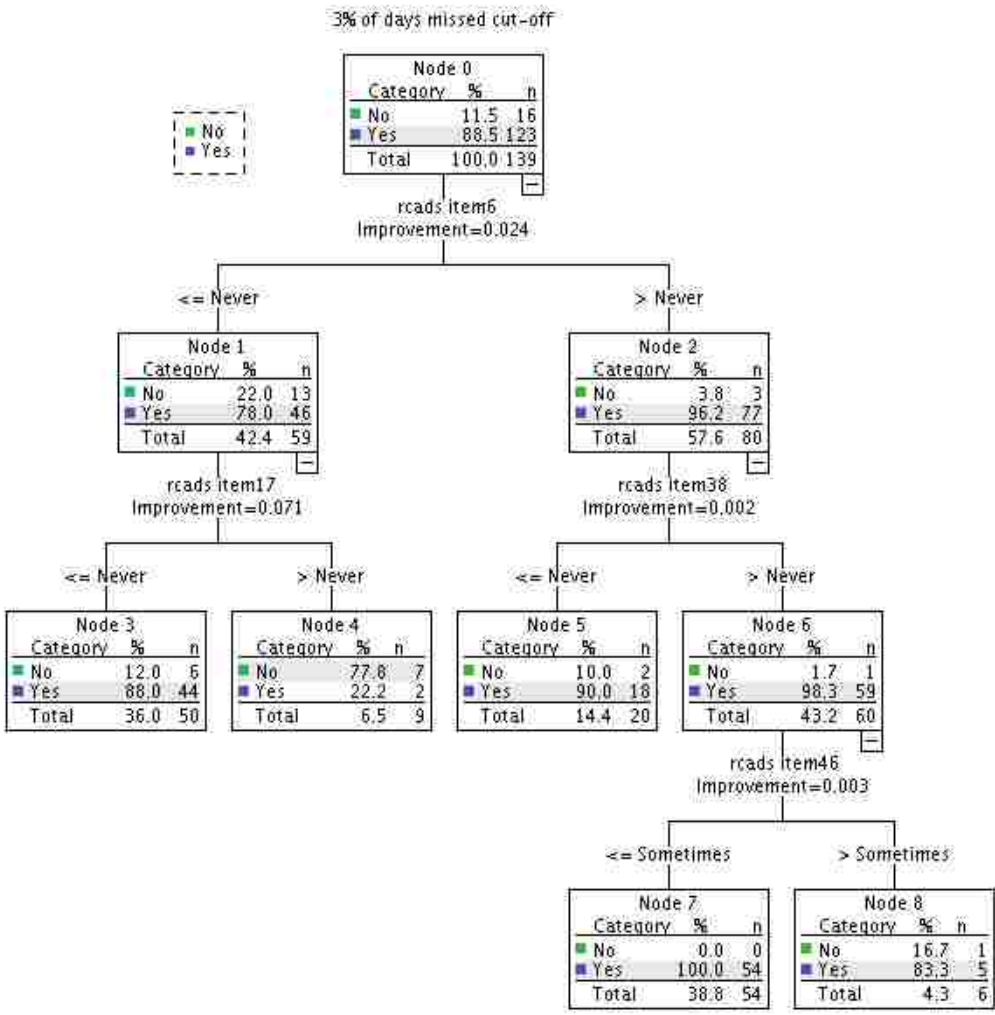 3% of days missed cut-off
Node 0
Category % n
No 11.5 16
Yes 88.5 123
Total 100.0 139
No
Yes
rcads item6
Improvement=0.024
<= Never
> Never
Node 1
Category % n
No 22.0 13
Yes 78.0 46
Total 42.4 59
Node 2
Category % n
No 3.8 3
Yes 96.2 77
Total 57.6 80
rcads item17
Improvement=0.071
rcads item38
Improvement=0.002
<= Never
> Never
<= Never
> Never
Node 3
Category % n
No 12.0 6
Yes 88.0 44
Total 36.0 50
Node 4
Category % n
No 77.8 7
Yes 22.2 2
Total 6.5 9
Node 5
Category % n
No 10.0 2
Yes 90.0 18
Total 14.4 20
Node 6
Category % n
No 1.7 1
Yes 98.3 59
Total 43.2 60
rcads item46
Improvement=0.003
<= Sometimes
> Sometimes
Node 7
Category % n
No 0.0 0
Yes 100.0 54
Total 38.8 54
Node 8
Category % n
No 16.7 1
Yes 83.3 5
Total 4.3 6